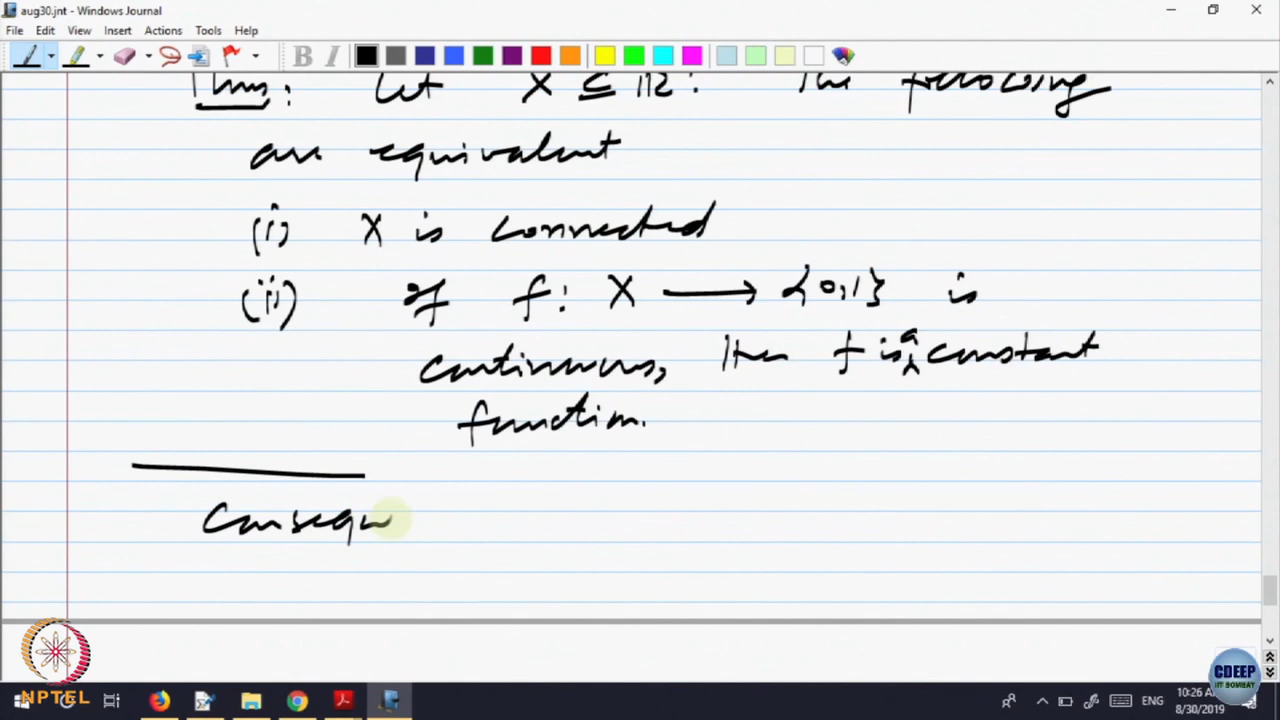 aug30.jnt - Windows Journal
File Edit View Insert Actions Tools Help
Thm: Let X ⊆ IR. The following
are equivalent
(i) X is connected
(ii) If f: X ⟶ {0,1} is
continuous, then f is a constant
function.
Consequ
NPTEL
CDEEP
IIT BOMBAY
ENG
10:26 A
8/30/2019